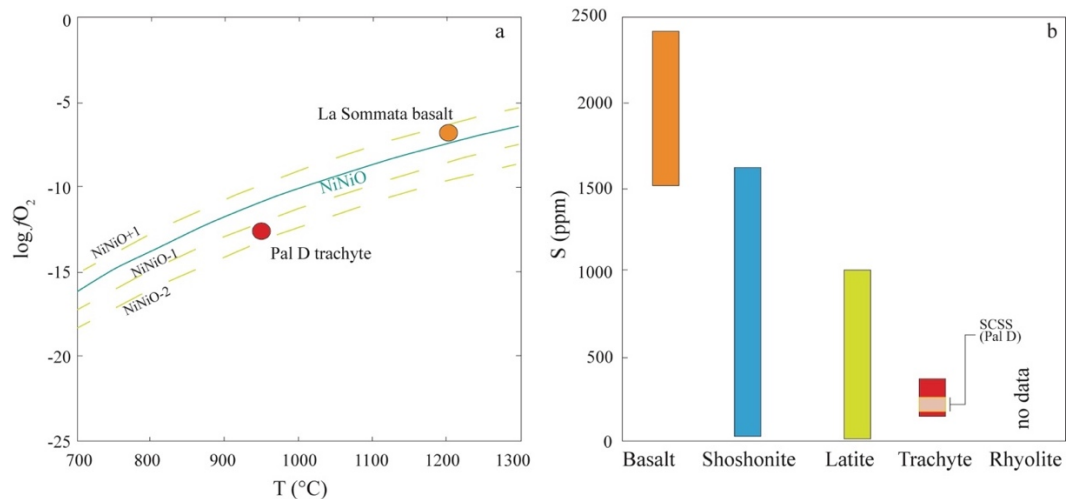 a
0
-5
-10
-15
-20
-25
log fO2
La Sommata basalt
NiNiO
NiNiO+1
NiNiO-1
NiNiO-2
Pal D trachyte
700
800
900
1000
1100
1200
1300
T (°C)
b
2500
2000
1500
1000
500
0
S (ppm)
SCSS
(Pal D)
no data
Basalt Shoshonite Latite Trachyte Rhyolite